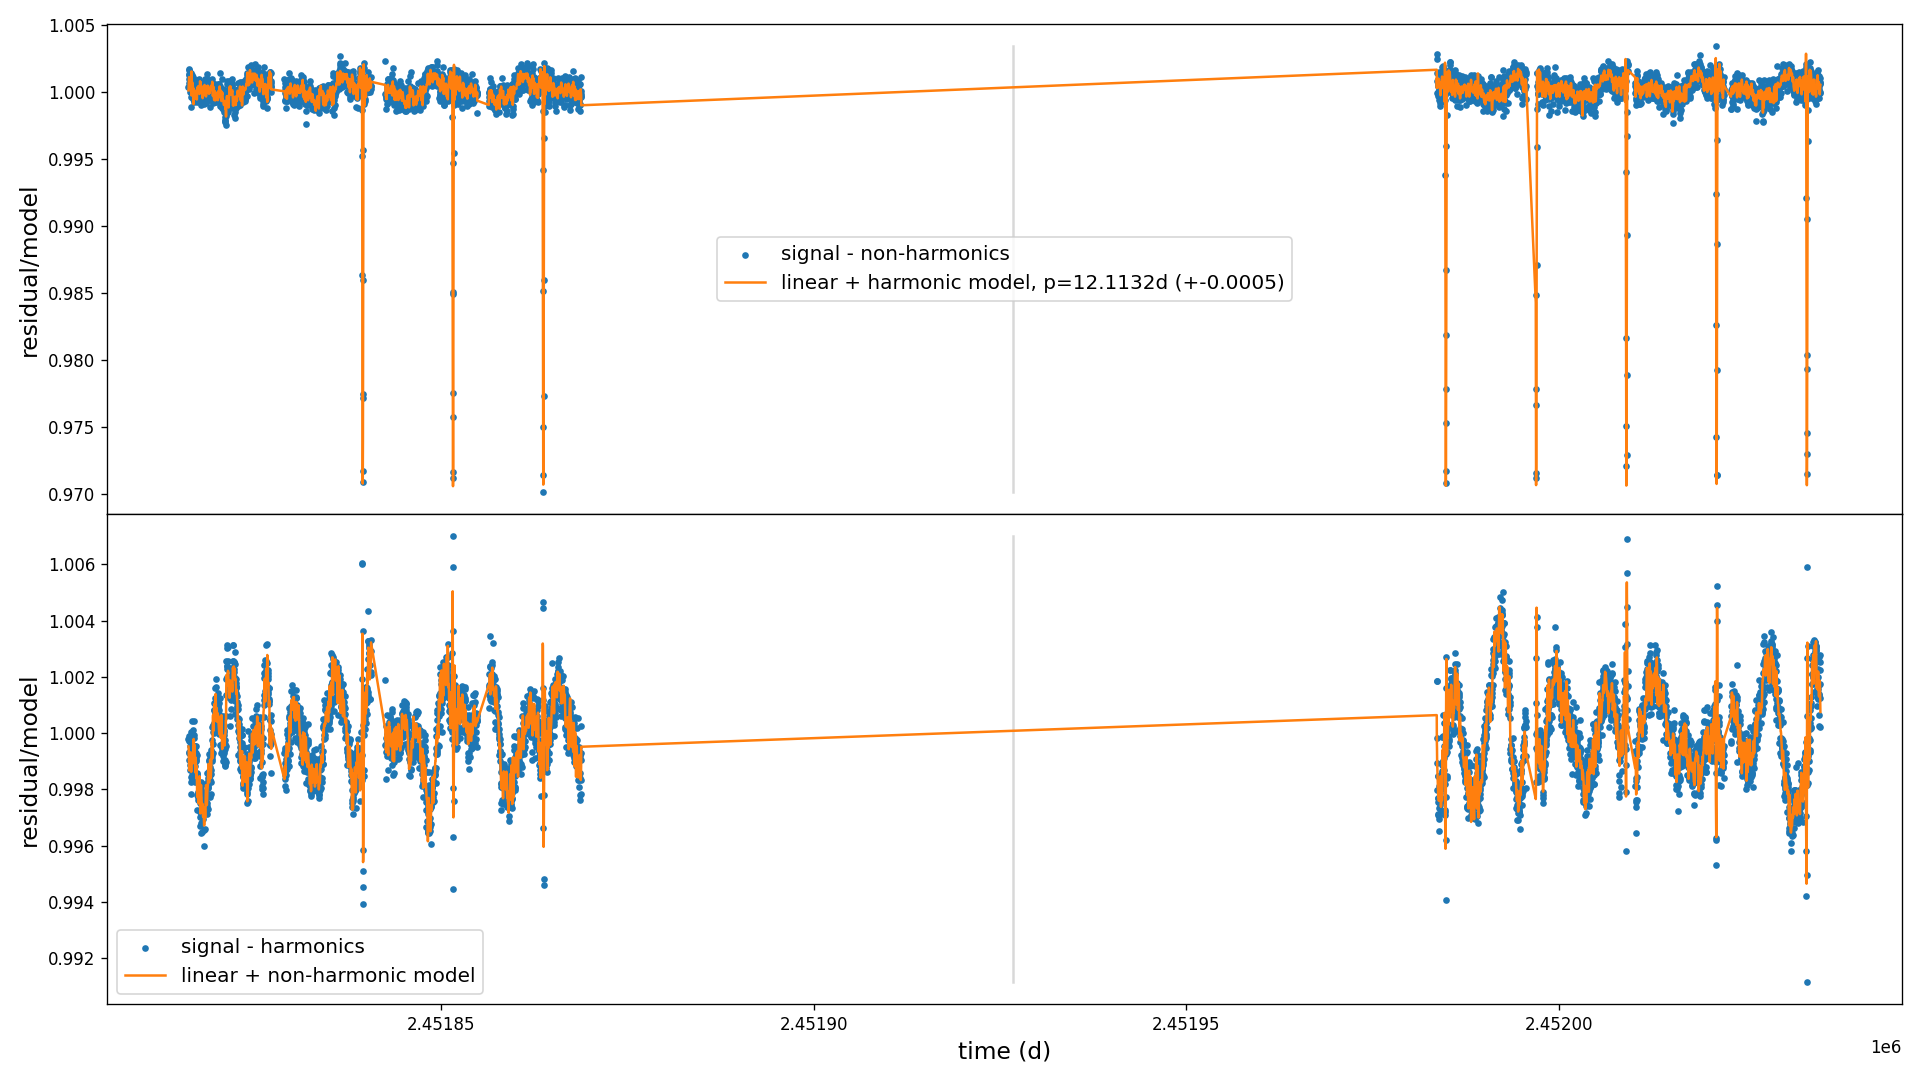 1.005
1.000
0.995
0.990
0.985
0.980
0.975
0.970
residual/model
signal - non-harmonics
linear + harmonic model, p=12.1132d (+-0.0005)
1.006
1.004
1.002
1.000
0.998
0.996
0.994
0.992
residual/model
signal - harmonics
linear + non-harmonic model
2.45185
2.45190
2.45195
2.45200
1e6
time (d)